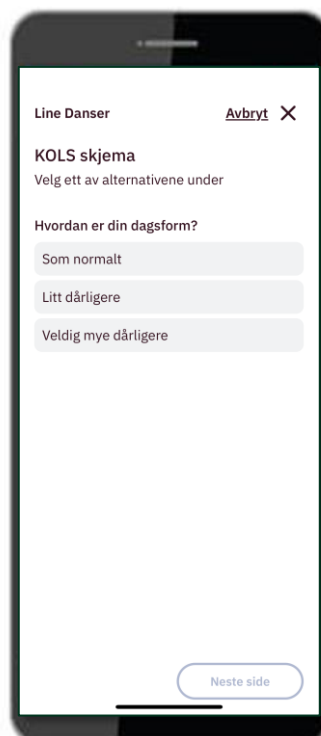 Line Danser
Avbryt
KOLS skjema
Velg ett av alternativene under
Hvordan er din dagsform?
Som normalt
Litt dårligere
Veldig mye dårligere
Neste side